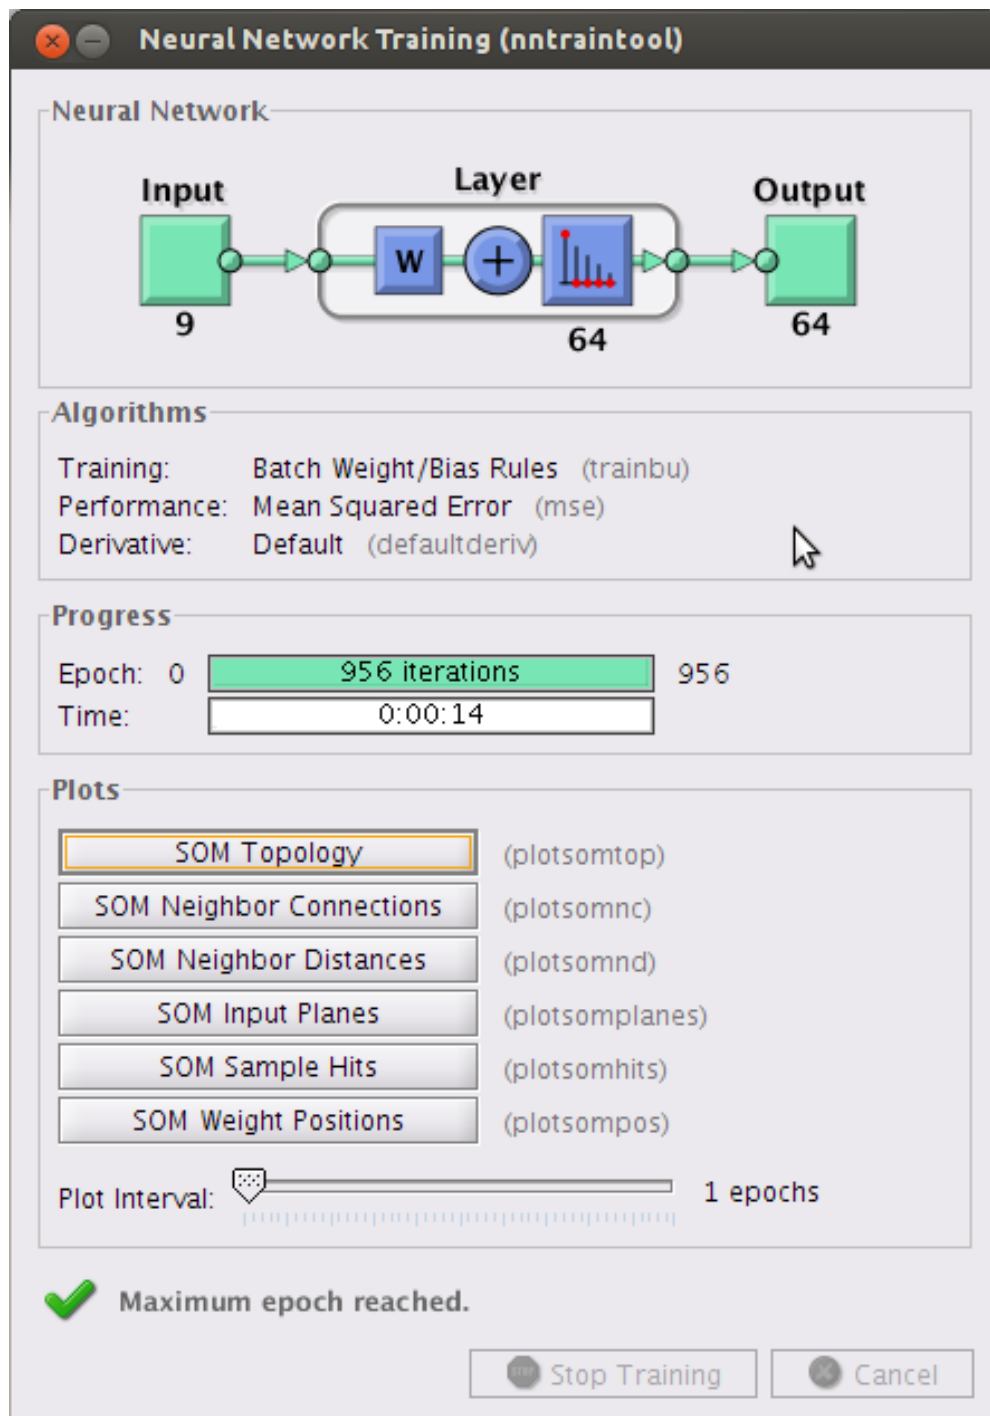 Neural Network Training (nntraintool)
Neural Network
Input
Layer
Output
W
+
9
64
64
Algorithms
Training: Batch Weight/Bias Rules (trainbu)
Performance: Mean Squared Error (mse)
Derivative: Default (defaultderiv)
Progress
Epoch: 0 956 iterations 956
Time: 0:00:14
Plots
SOM Topology (plotsomtop)
SOM Neighbor Connections (plotsomnc)
SOM Neighbor Distances (plotsomnd)
SOM Input Planes (plotsomplanes)
SOM Sample Hits (plotsomhits)
SOM Weight Positions (plotsompos)
Plot Interval: 1 epochs
Maximum epoch reached.
STOP Stop Training Cancel